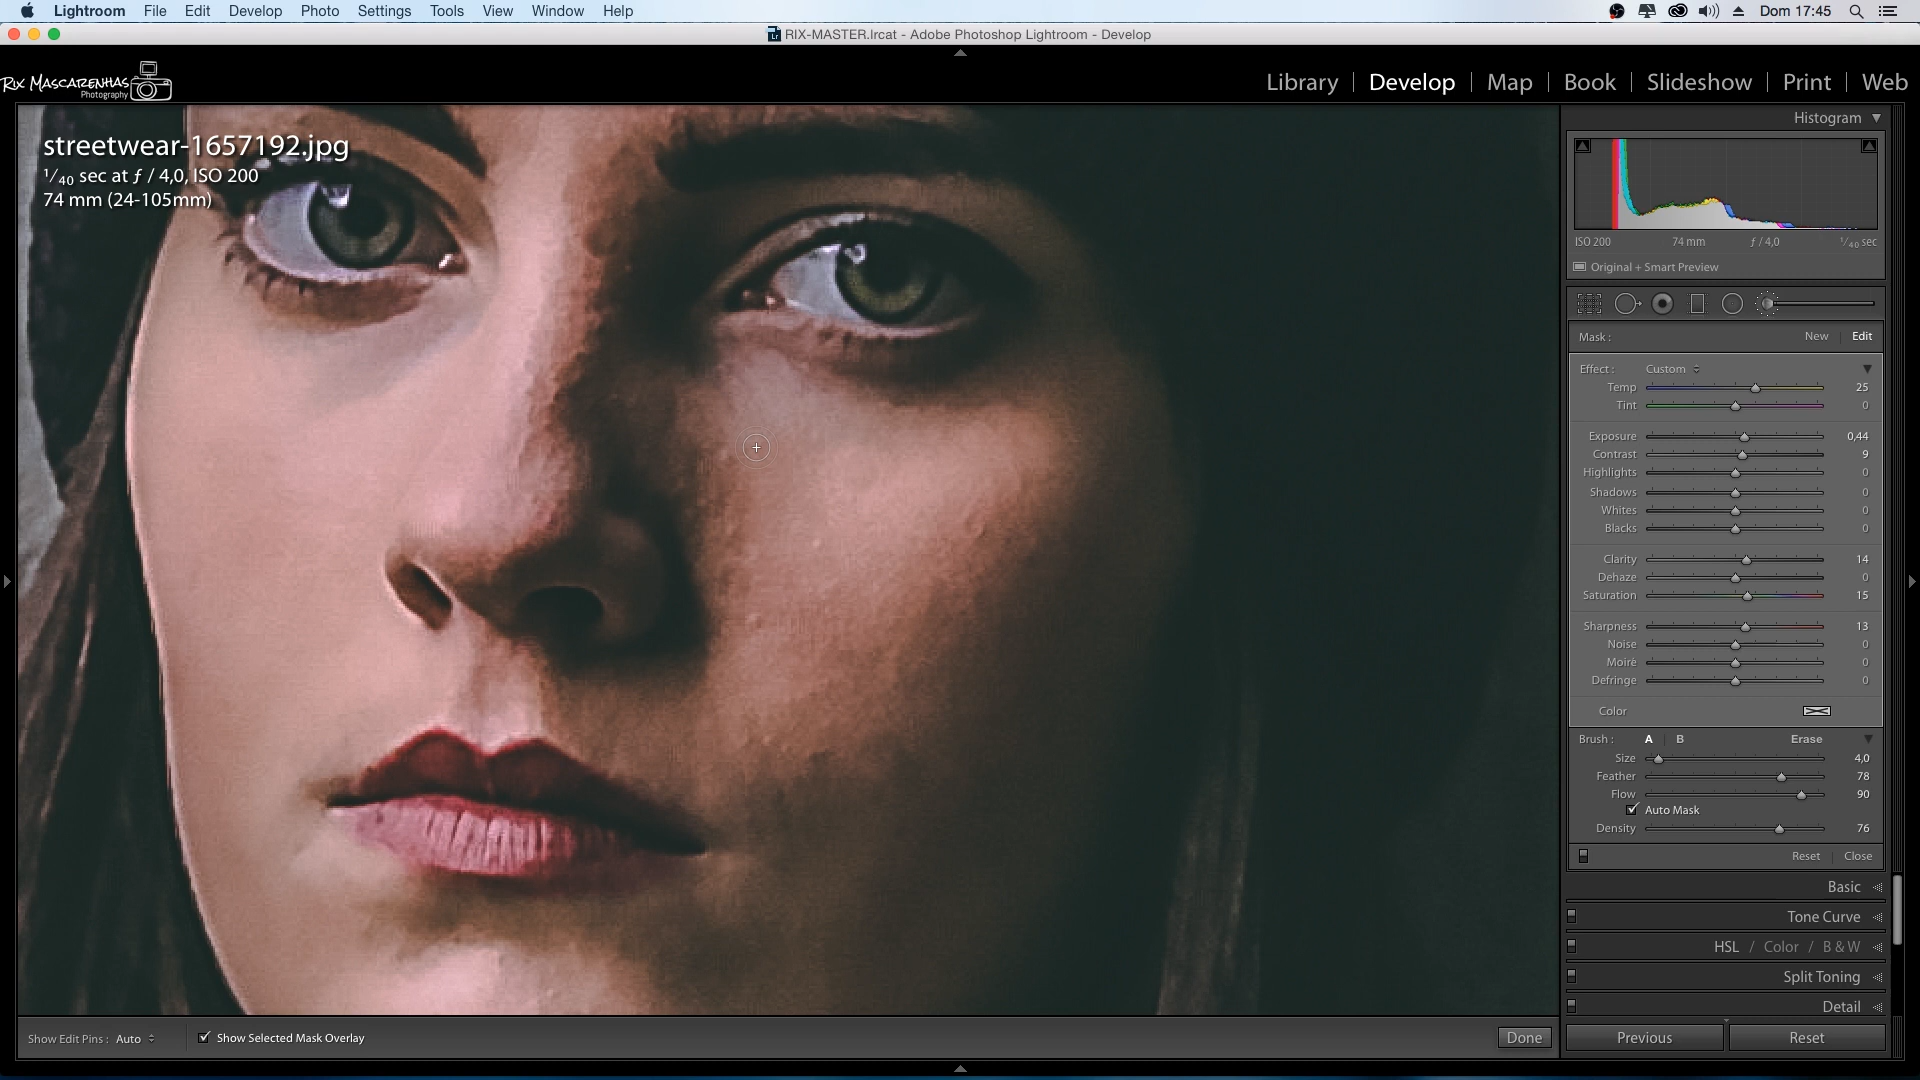 Lightroom File Edit Develop Photo Settings Tools View Window Help Dom 17:45
RIX-MASTER.lrcat - Adobe Photoshop Lightroom - Develop
Rix Mascarenhas
Photography
Library | Develop | Map | Book | Slideshow | Print | Web
streetwear-1657192.jpg
1/40 sec at ƒ / 4,0, ISO 200
74 mm (24-105mm)
Histogram
ISO 200 74 mm ƒ / 4,0 1/40 sec
Original + Smart Preview
Mask : New | Edit
Effect : Custom
Temp 25
Tint 0
Exposure 0,44
Contrast 9
Highlights 0
Shadows 0
Whites 0
Blacks 0
Clarity 14
Dehaze 0
Saturation 15
Sharpness 13
Noise 0
Moiré 0
Defringe 0
Color
Brush : A | B Erase
Size 4,0
Feather 78
Flow 90
Auto Mask
Density 76
Reset | Close
Basic
Tone Curve
HSL / Color / B & W
Split Toning
Detail
Show Edit Pins : Auto Show Selected Mask Overlay Done Previous Reset